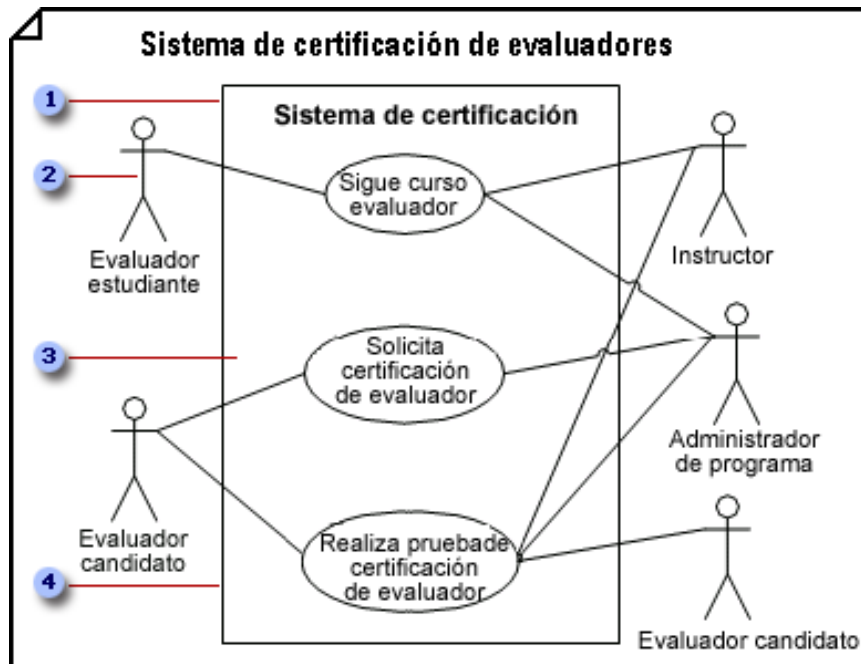 Sistema de certificación de evaluadores
1
Sistema de certificación
2
Sigue curso
evaluador
Evaluador
estudiante
Instructor
3
Solicita
certificación
de evaluador
Administrador
de programa
Evaluador
candidato
Realiza pruebade
certificación
de evaluador
4
Evaluador candidato